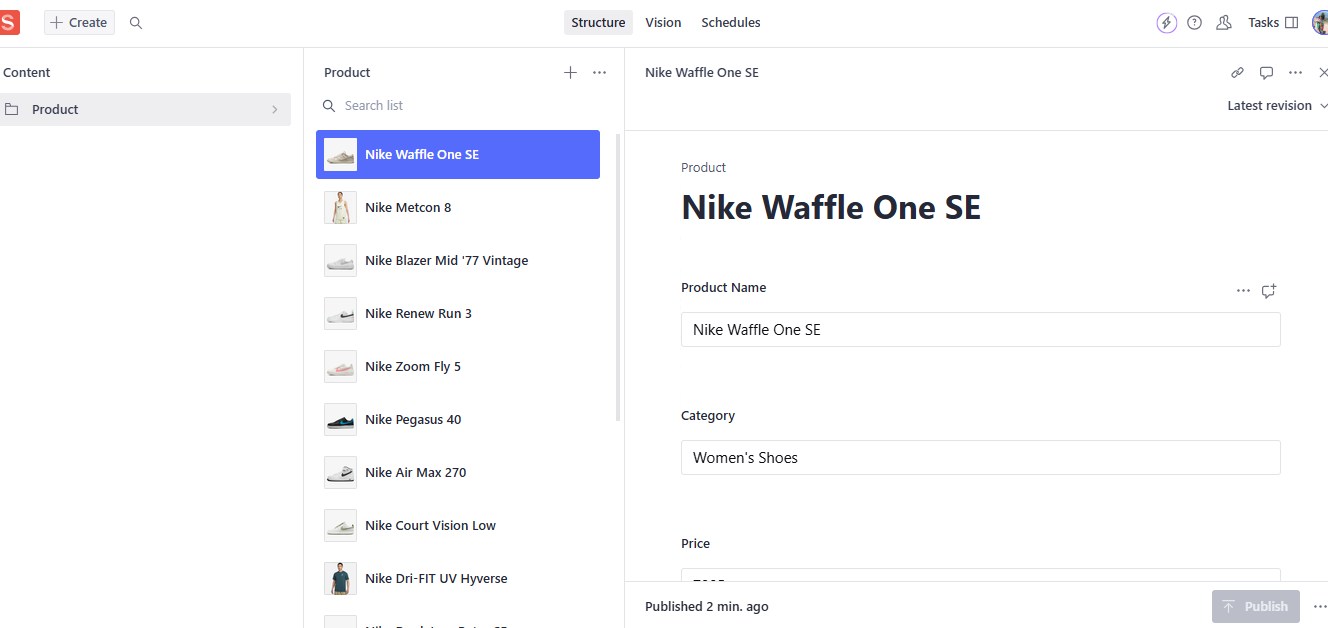 S
Create
Structure
Vision
Schedules
Tasks
Content
Product
Product
Search list
Nike Waffle One SE
Nike Metcon 8
Nike Blazer Mid '77 Vintage
Nike Renew Run 3
Nike Zoom Fly 5
Nike Pegasus 40
Nike Air Max 270
Nike Court Vision Low
Nike Dri-FIT UV Hyverse
Nike Waffle One SE
Latest revision
Product
Nike Waffle One SE
Product Name
Nike Waffle One SE
Category
Women's Shoes
Price
Published 2 min. ago
Publish